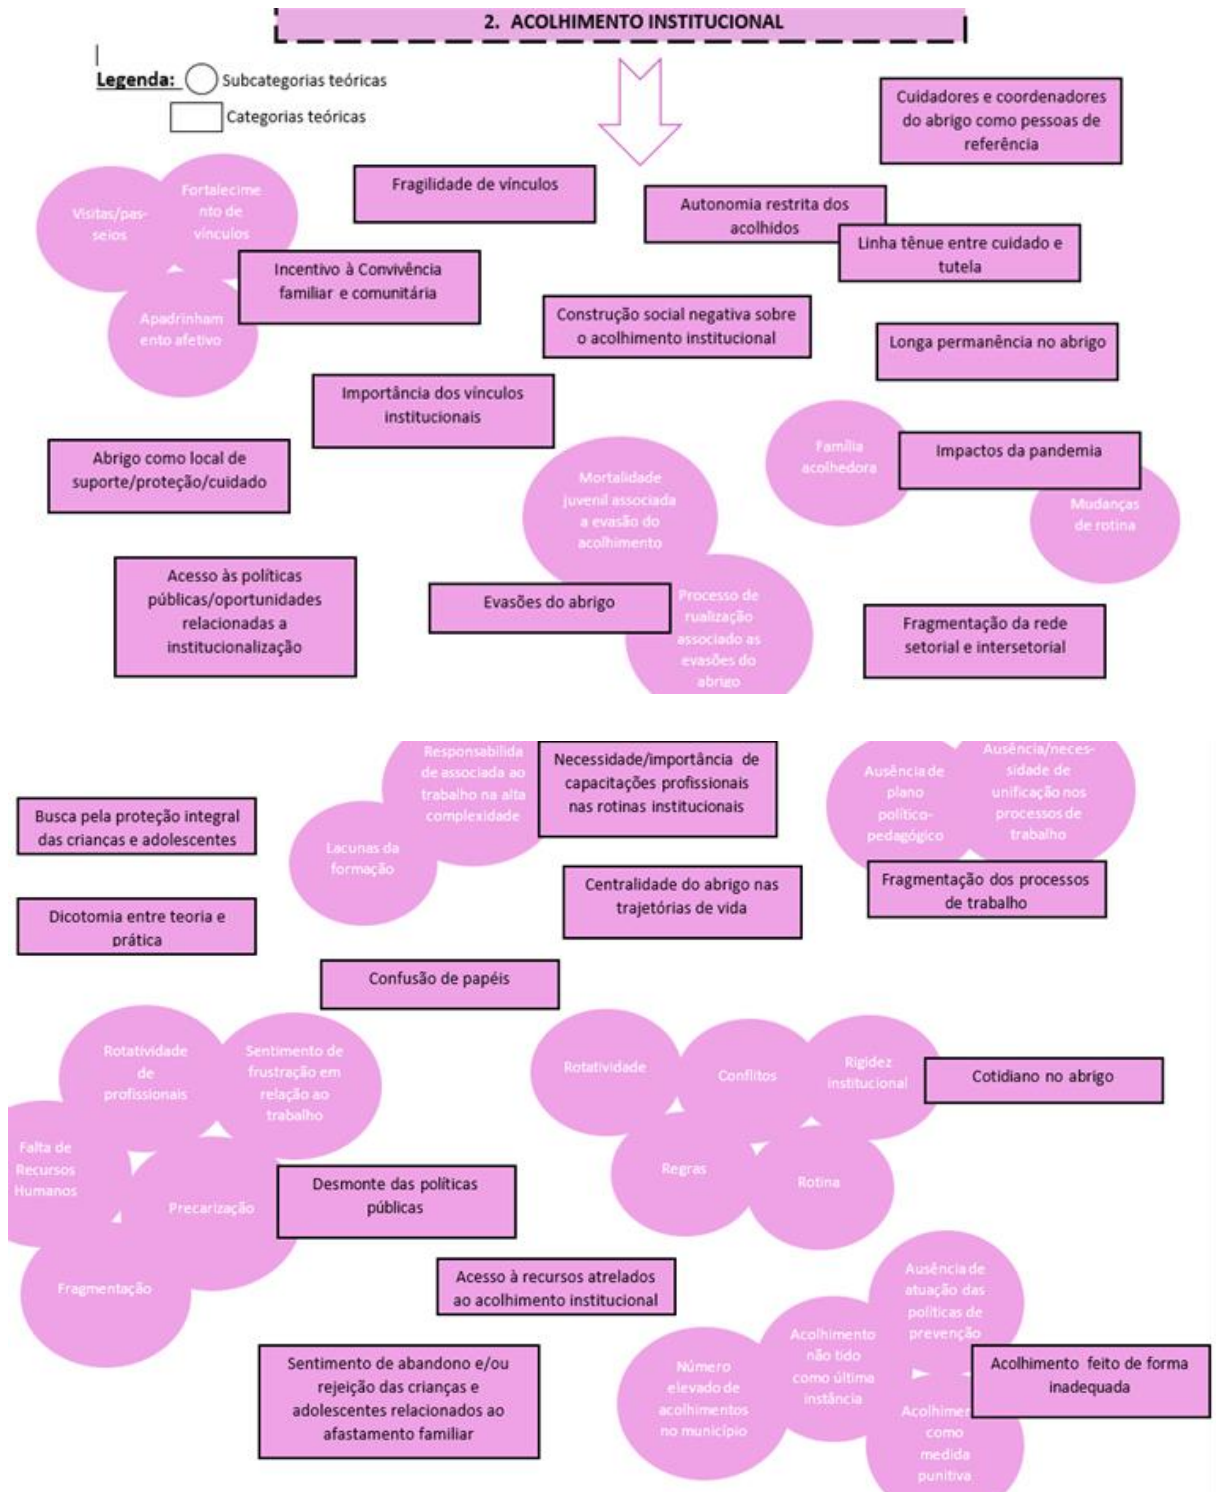 2. ACOLHIMENTO INSTITUCIONAL
Legenda:
Subcategorias teóricas
Categorias teóricas
Cuidadores e coordenadores
do abrigo como pessoas de
referência
Fragilidade de vínculos
Autonomia restrita dos
acolhidos
Linha tênue entre cuidado e
tutela
Visitas/pas-
seios
Fortalecime
nto de
vínculos
Apadrinham
ento afetivo
Incentivo à Convivência
familiar e comunitária
Construção social negativa sobre
o acolhimento institucional
Longa permanência no abrigo
Importância dos vínculos
institucionais
Abrigo como local de
suporte/proteção/cuidado
Família
acolhedora
Impactos da pandemia
Mudanças
de rotina
Mortalidade
juvenil associada
a evasão do
acolhimento
Evasões do abrigo
Processo de
rualização
associado as
evasões do
abrigo
Acesso às políticas
públicas/oportunidades
relacionadas a
institucionalização
Fragmentação da rede
setorial e intersetorial
Responsabilida
de associada ao
trabalho na alta
complexidade
Lacunas da
formação
Necessidade/importância de
capacitações profissionais
nas rotinas institucionais
Ausência de
plano
político-
pedagógico
Ausência/neces-
sidade de
unificação nos
processos de
trabalho
Fragmentação dos processos
de trabalho
Busca pela proteção integral
das crianças e adolescentes
Centralidade do abrigo nas
trajetórias de vida
Dicotomia entre teoria e
prática
Confusão de papéis
Rotatividade
de
profissionais
Sentimento de
frustração em
relação ao
trabalho
Falta de
Recursos
Humanos
Precarização
Fragmentação
Desmonte das políticas
públicas
Rotatividade
Conflitos
Rigidez
institucional
Regras
Rotina
Cotidiano no abrigo
Acesso à recursos atrelados
ao acolhimento institucional
Sentimento de abandono e/ou
rejeição das crianças e
adolescentes relacionados ao
afastamento familiar
Número
elevado de
acolhimentos
no município
Acolhimento
não tido
como última
instância
Ausência de
atuação das
políticas de
prevenção
Acolhimen
como
medida
punitiva
Acolhimento feito de forma
inadequada